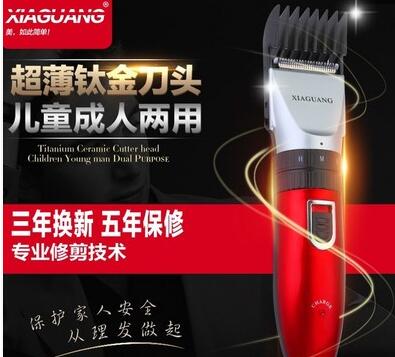 XIAGUANG®
美，如此简单！
超薄钛金刀头
儿童成人两用
Titanium Ceramic Cutter head
Children Young man Dual PURPOSE
三年换新 五年保修
专业修剪技术
保护家人安全
从理发做起
XIAGUANG
H M
CHARGE